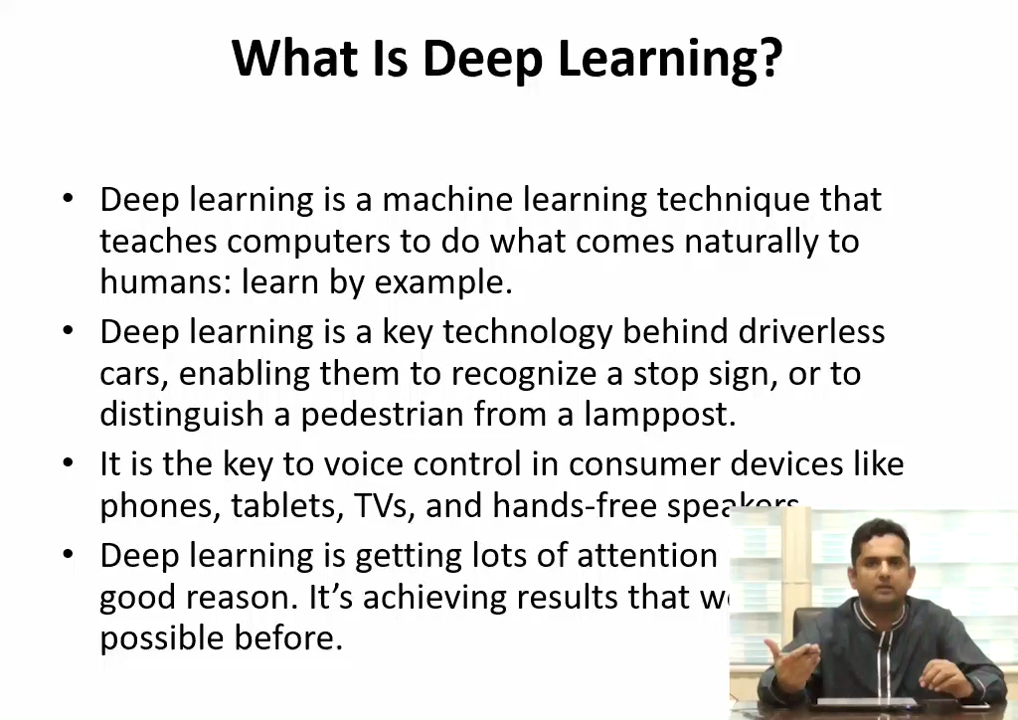 What Is Deep Learning?
• Deep learning is a machine learning technique that
teaches computers to do what comes naturally to
humans: learn by example.
• Deep learning is a key technology behind driverless
cars, enabling them to recognize a stop sign, or to
distinguish a pedestrian from a lamppost.
• It is the key to voice control in consumer devices like
phones, tablets, TVs, and hands-free speakers
• Deep learning is getting lots of attention
good reason. It’s achieving results that
possible before.